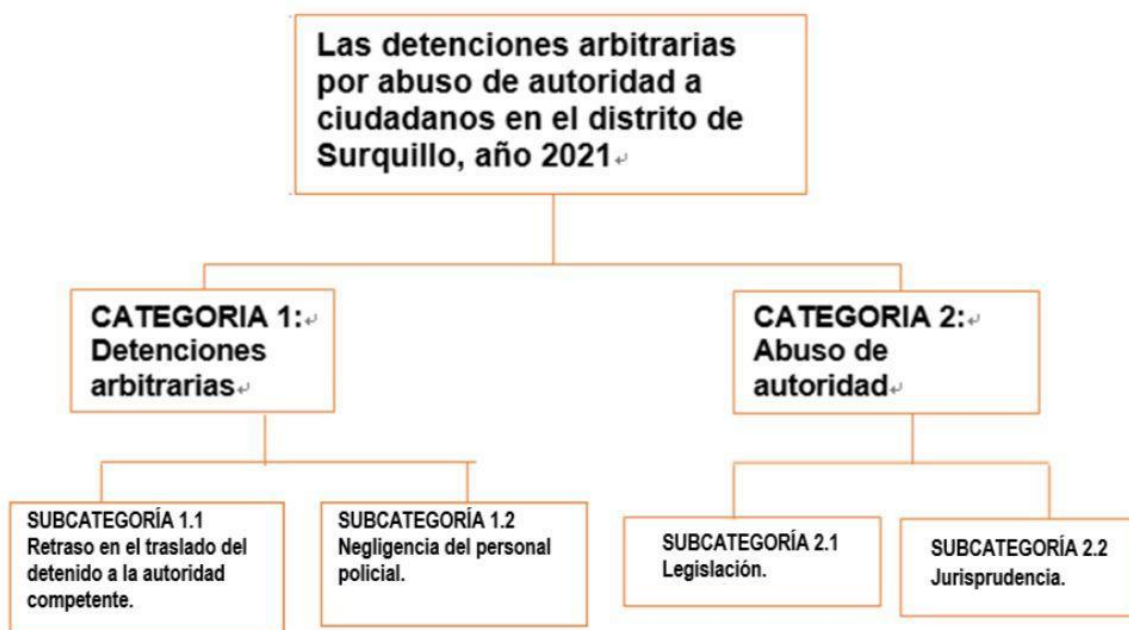 Las detenciones arbitrarias
por abuso de autoridad a
ciudadanos en el distrito de
Surquillo, año 2021↵
CATEGORIA 1:↵
Detenciones
arbitrarias↵
CATEGORIA 2:↵
Abuso de
autoridad↵
SUBCATEGORÍA 1.1
Retraso en el traslado del
detenido a la autoridad
competente.
SUBCATEGORÍA 1.2
Negligencia del personal
policial.
SUBCATEGORÍA 2.1
Legislación.
SUBCATEGORÍA 2.2
Jurisprudencia.